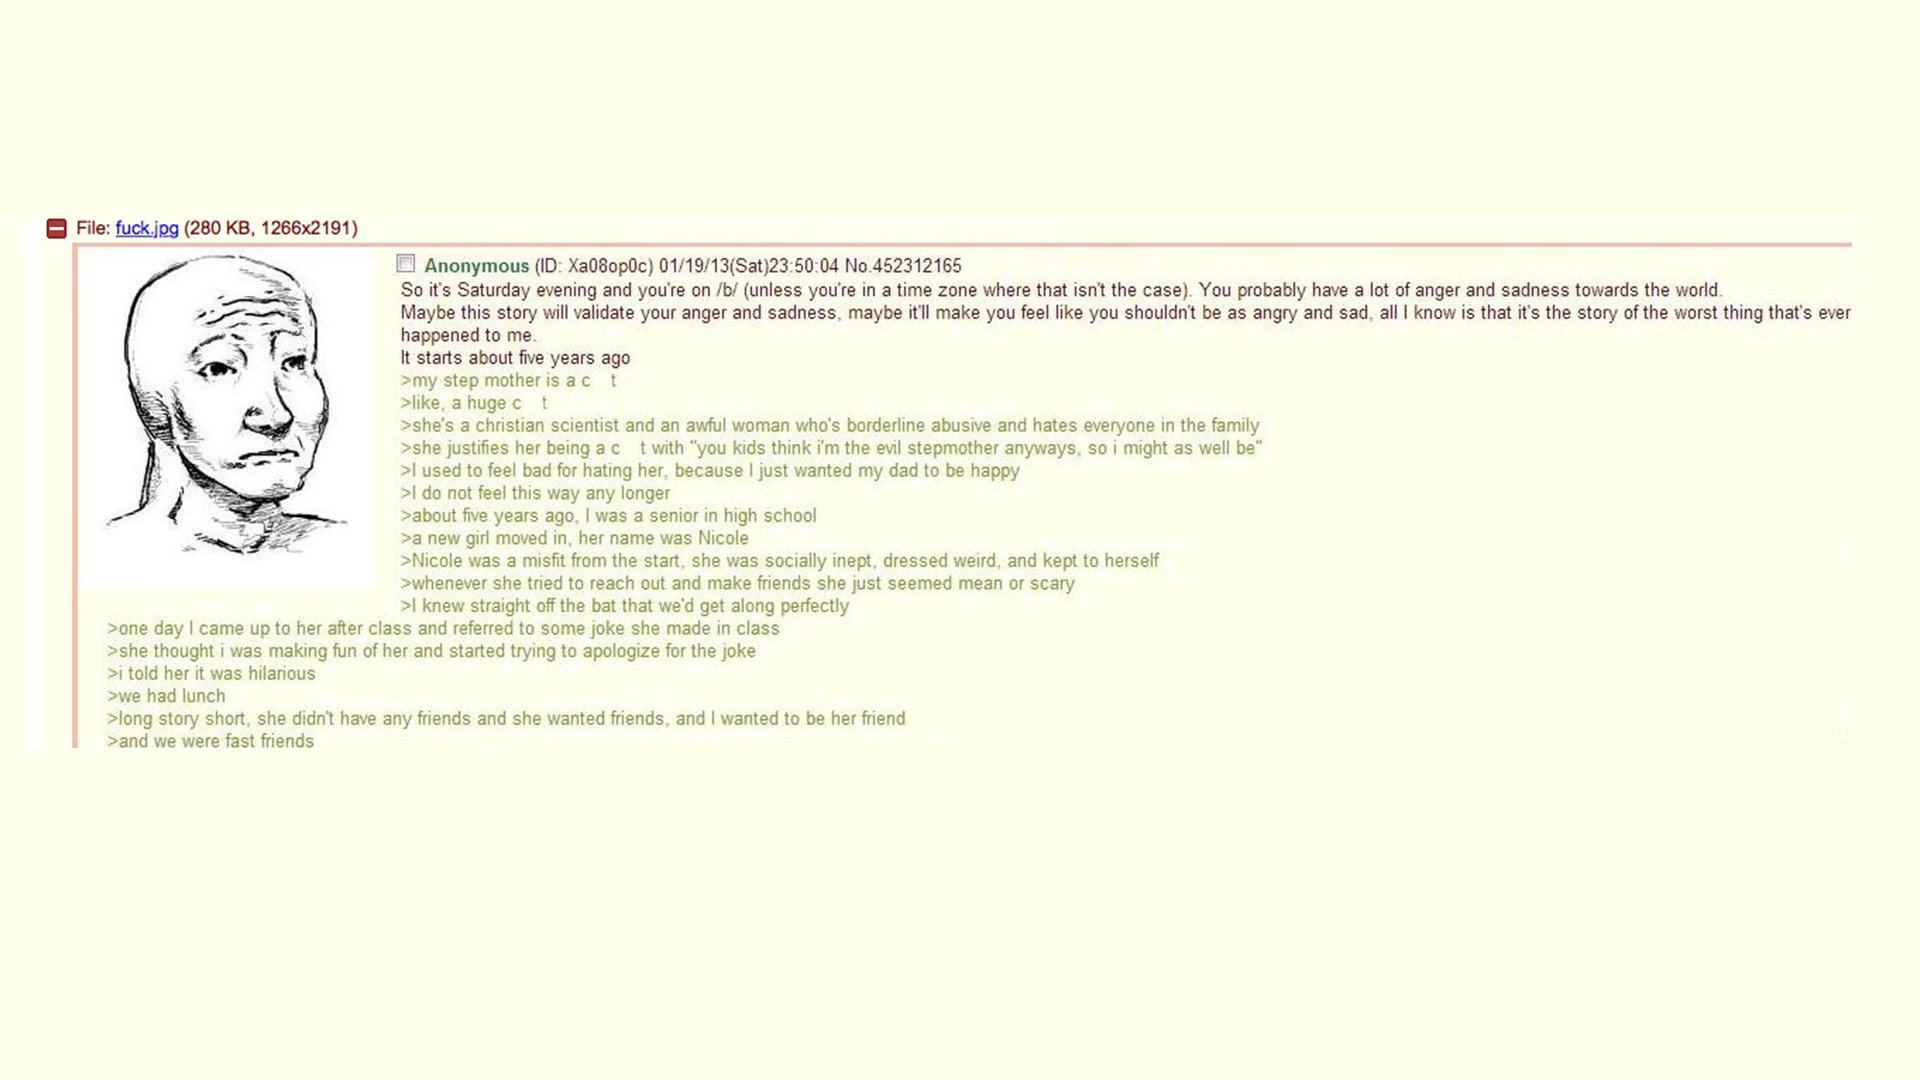 File: fuck.jpg (280 KB, 1266x2191)
Anonymous (ID: Xa08op0c) 01/19/13(Sat)23:50:04 No.452312165
So it's Saturday evening and you're on /b/ (unless you're in a time zone where that isn't the case). You probably have a lot of anger and sadness towards the world.
Maybe this story will validate your anger and sadness, maybe it'll make you feel like you shouldn't be as angry and sad, all I know is that it's the story of the worst thing that's ever
happened to me.
It starts about five years ago
>my step mother is a c t
>like, a huge c t
>she's a christian scientist and an awful woman who's borderline abusive and hates everyone in the family
>she justifies her being a c t with "you kids think i'm the evil stepmother anyways, so i might as well be"
>I used to feel bad for hating her, because I just wanted my dad to be happy
>I do not feel this way any longer
>about five years ago, I was a senior in high school
>a new girl moved in, her name was Nicole
>Nicole was a misfit from the start, she was socially inept, dressed weird, and kept to herself
>whenever she tried to reach out and make friends she just seemed mean or scary
>I knew straight off the bat that we'd get along perfectly
>one day I came up to her after class and referred to some joke she made in class
>she thought i was making fun of her and started trying to apologize for the joke
>i told her it was hilarious
>we had lunch
>long story short, she didn't have any friends and she wanted friends, and I wanted to be her friend
>and we were fast friends